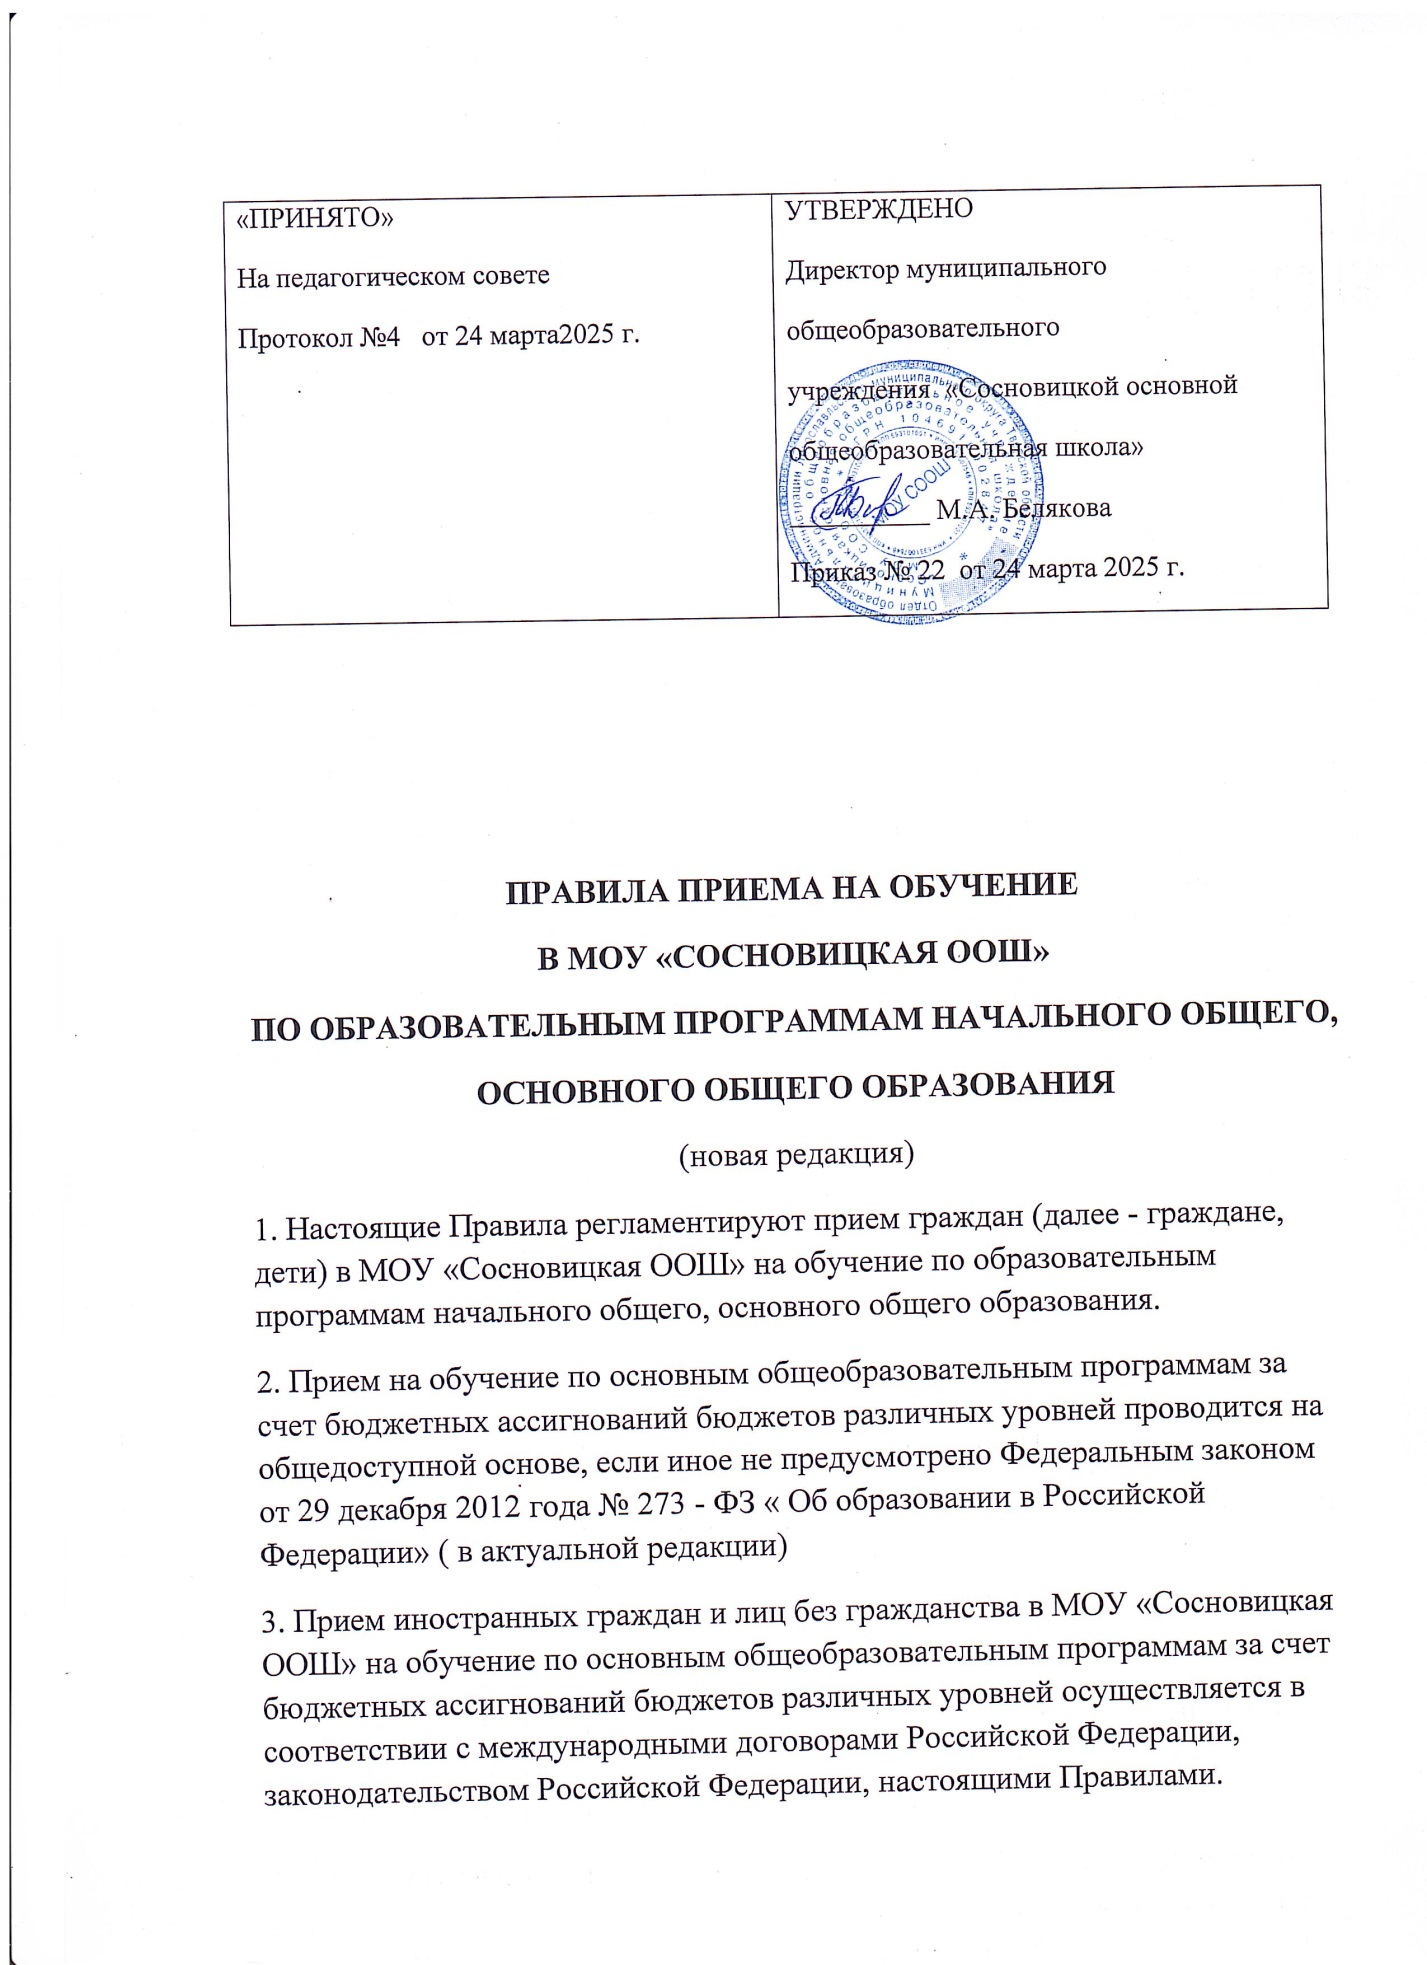 «ПРИНЯТО»
На педагогическом совете
Протокол №4 от 24 марта2025 г.
УТВЕРЖДЕНО
Директор муниципального
общеобразовательного
учреждения «Сосновицкой основной
общеобразовательная школа»
____________ М.А. Белякова
Приказ № 22 от 24 марта 2025 г.
МОУ СООШ
ПРАВИЛА ПРИЕМА НА ОБУЧЕНИЕ
В МОУ «СОСНОВИЦКАЯ ООШ»
ПО ОБРАЗОВАТЕЛЬНЫМ ПРОГРАММАМ НАЧАЛЬНОГО ОБЩЕГО,
ОСНОВНОГО ОБЩЕГО ОБРАЗОВАНИЯ
(новая редакция)
1. Настоящие Правила регламентируют прием граждан (далее - граждане,
дети) в МОУ «Сосновицкая ООШ» на обучение по образовательным
программам начального общего, основного общего образования.
2. Прием на обучение по основным общеобразовательным программам за
счет бюджетных ассигнований бюджетов различных уровней проводится на
общедоступной основе, если иное не предусмотрено Федеральным законом
от 29 декабря 2012 года № 273 - ФЗ « Об образовании в Российской
Федерации» ( в актуальной редакции)
3. Прием иностранных граждан и лиц без гражданства в МОУ «Сосновицкая
ООШ» на обучение по основным общеобразовательным программам за счет
бюджетных ассигнований бюджетов различных уровней осуществляется в
соответствии с международными договорами Российской Федерации,
законодательством Российской Федерации, настоящими Правилами.